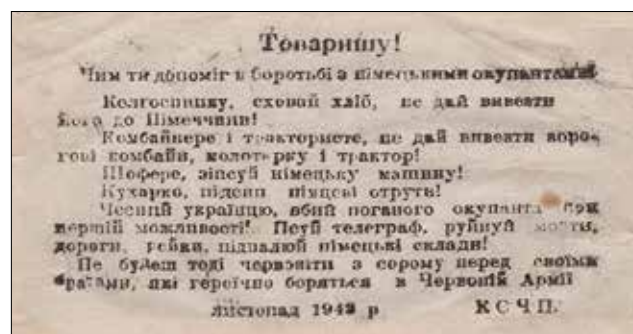 Товаришу!
Чим ти допоміг в боротьбі з німецькими окупантами
Колгоспнику, сховай хліб, не дай вивезти
його до Німеччини!
Комбайнере і трактористе, не дай вивезти воро-
гові комбайн, молотарку і трактор!
Шофере, зіпсуй німецьку машину!
Кухарко, підсип німцеві отрути!
Чесний українцю, вбий поганого окупанта при
першій можливості! Псуй телеграф, руйнуй мости,
дороги, рейки, підпалюй німецькі склади!
Не будеш тоді червоніти з сорому перед своїми
братами, які героїчно боряться в Червоній Армії
листопад 1942 р К С Ч П.